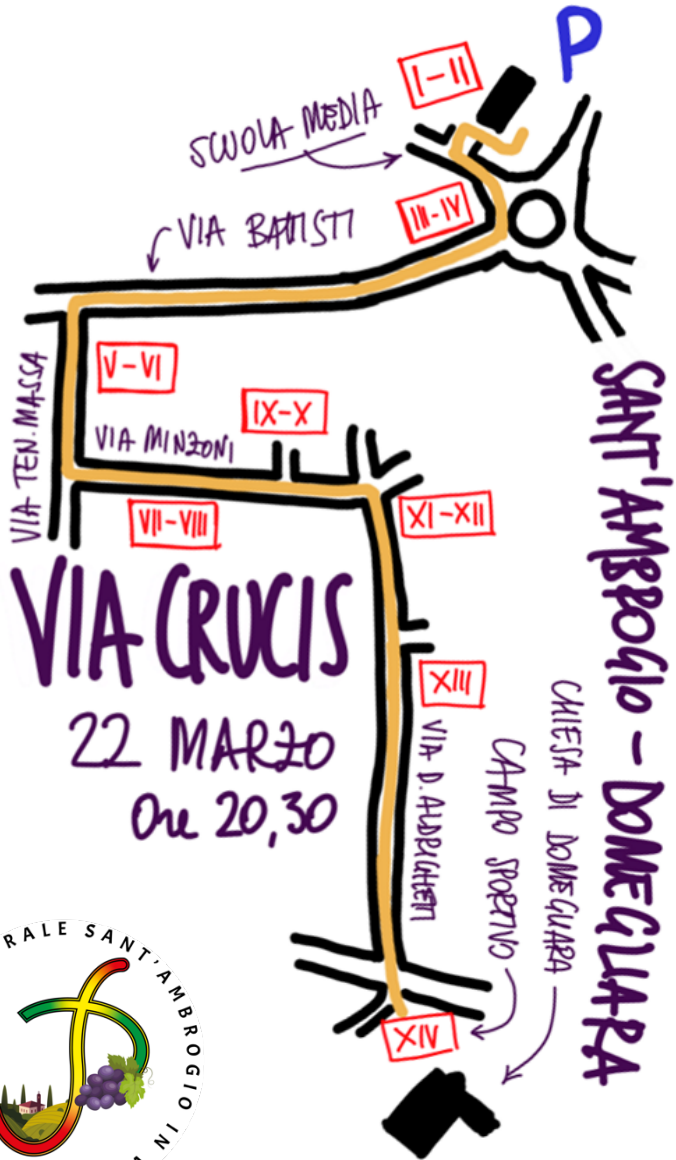 P
I-II
SCUOLA MEDIA
III-IV
VIA BATTISTI
V-VI
VIA TEN. MASSA
VIA MINZONI
IX-X
VII-VIII
XI-XII
VIA CRUCIS
22 MARZO
Ore 20,30
XIII
VIA D. ALDRIGHETTI
CAMPO SPORTIVO
CHIESA DI DOMEGLIARA
SANT'AMBROGIO - DOMEGLIARA
XIV
RALE SANT'AMBROGIO IN V